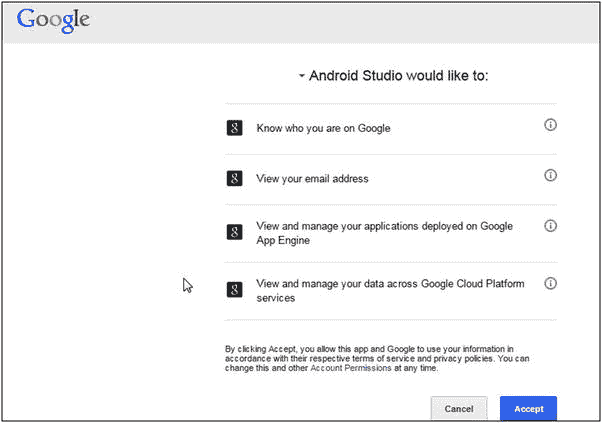 Google
Android Studio would like to:
Know who you are on Google
View your email address
View and manage your applications deployed on Google
App Engine
View and manage your data across Google Cloud Platform
services
By clicking Accept, you allow this app and Google to use your information in
accordance with their respective terms of service and privacy policies. You can
change this and other Account Permissions at any time.
Cancel
Accept